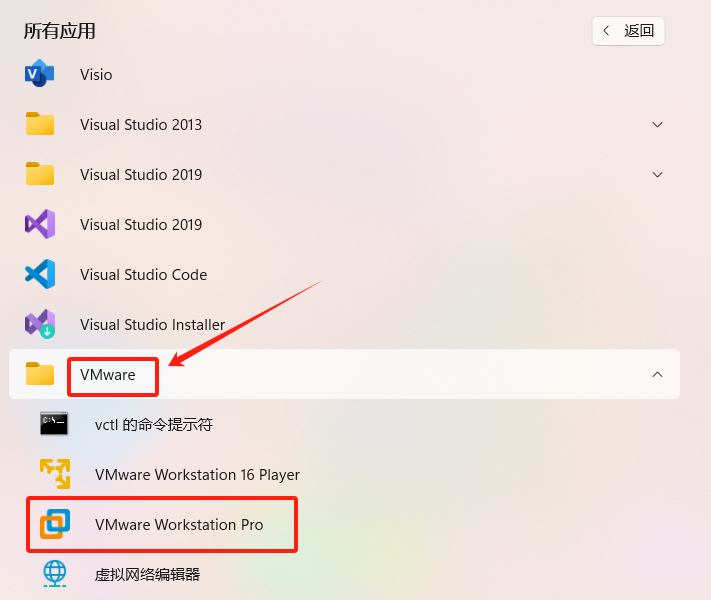 所有应用
返回
Visio
Visual Studio 2013
Visual Studio 2019
Visual Studio 2019
Visual Studio Code
Visual Studio Installer
VMware
vctl 的命令提示符
VMware Workstation 16 Player
VMware Workstation Pro
虚拟网络编辑器